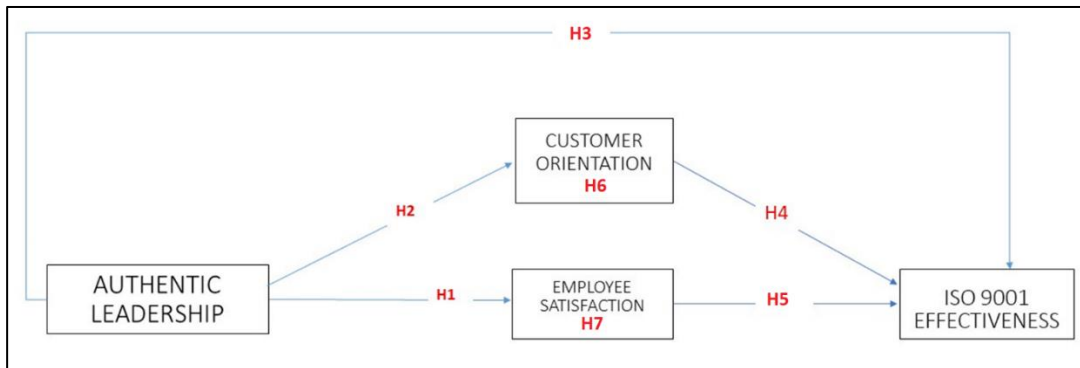 H3
CUSTOMER
ORIENTATION
H6
H2
H4
AUTHENTIC
LEADERSHIP
H1
EMPLOYEE
SATISFACTION
H7
H5
ISO 9001
EFFECTIVENESS